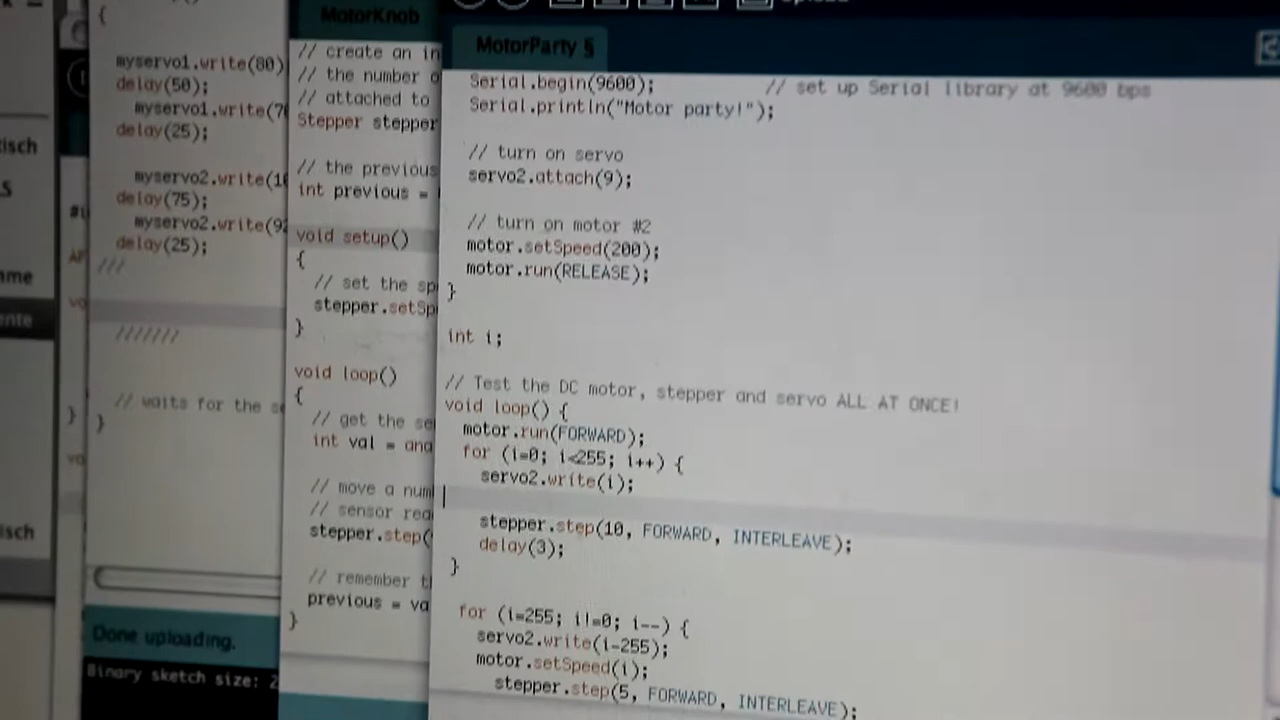 {
myservo1.write(80)
delay(50);
myservo1.write(7
delay(25);
myservo2.write(1
delay(75);
myservo2.write(92
delay(25);
///
///////
// waits for the se
}
Done uploading.
Binary sketch size: 2
MotorKnob
// create an in
// the number o
// attached to
Stepper stepper
// the previous
int previous =
void setup()
{
// set the sp
stepper.setSp
}
void loop()
{
// get the se
int val = ana
// move a num
// sensor rea
stepper.step(
// remember t
previous = va
}
MotorParty §
Serial.begin(9600); // set up Serial library at 9600 bps
Serial.println("Motor party!");
// turn on servo
servo2.attach(9);
// turn on motor #2
motor.setSpeed(200);
motor.run(RELEASE);
}
int i;
// Test the DC motor, stepper and servo ALL AT ONCE!
void loop() {
motor.run(FORWARD);
for (i=0; i<255; i++) {
servo2.write(i);
stepper.step(10, FORWARD, INTERLEAVE);
delay(3);
}
for (i=255; i!=0; i--) {
servo2.write(i-255);
motor.setSpeed(i);
stepper.step(5, FORWARD, INTERLEAVE);